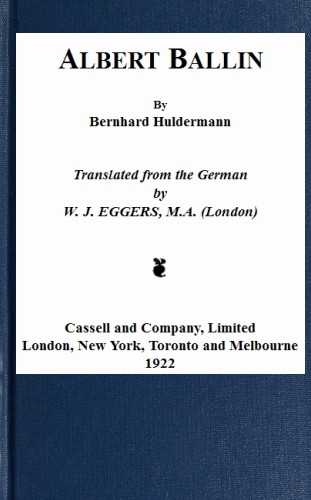 ALBERT BALLIN
By
Bernhard Huldermann
Translated from the German
by
W. J. EGGERS, M.A. (London)
Cassell and Company, Limited
London, New York, Toronto and Melbourne
1922